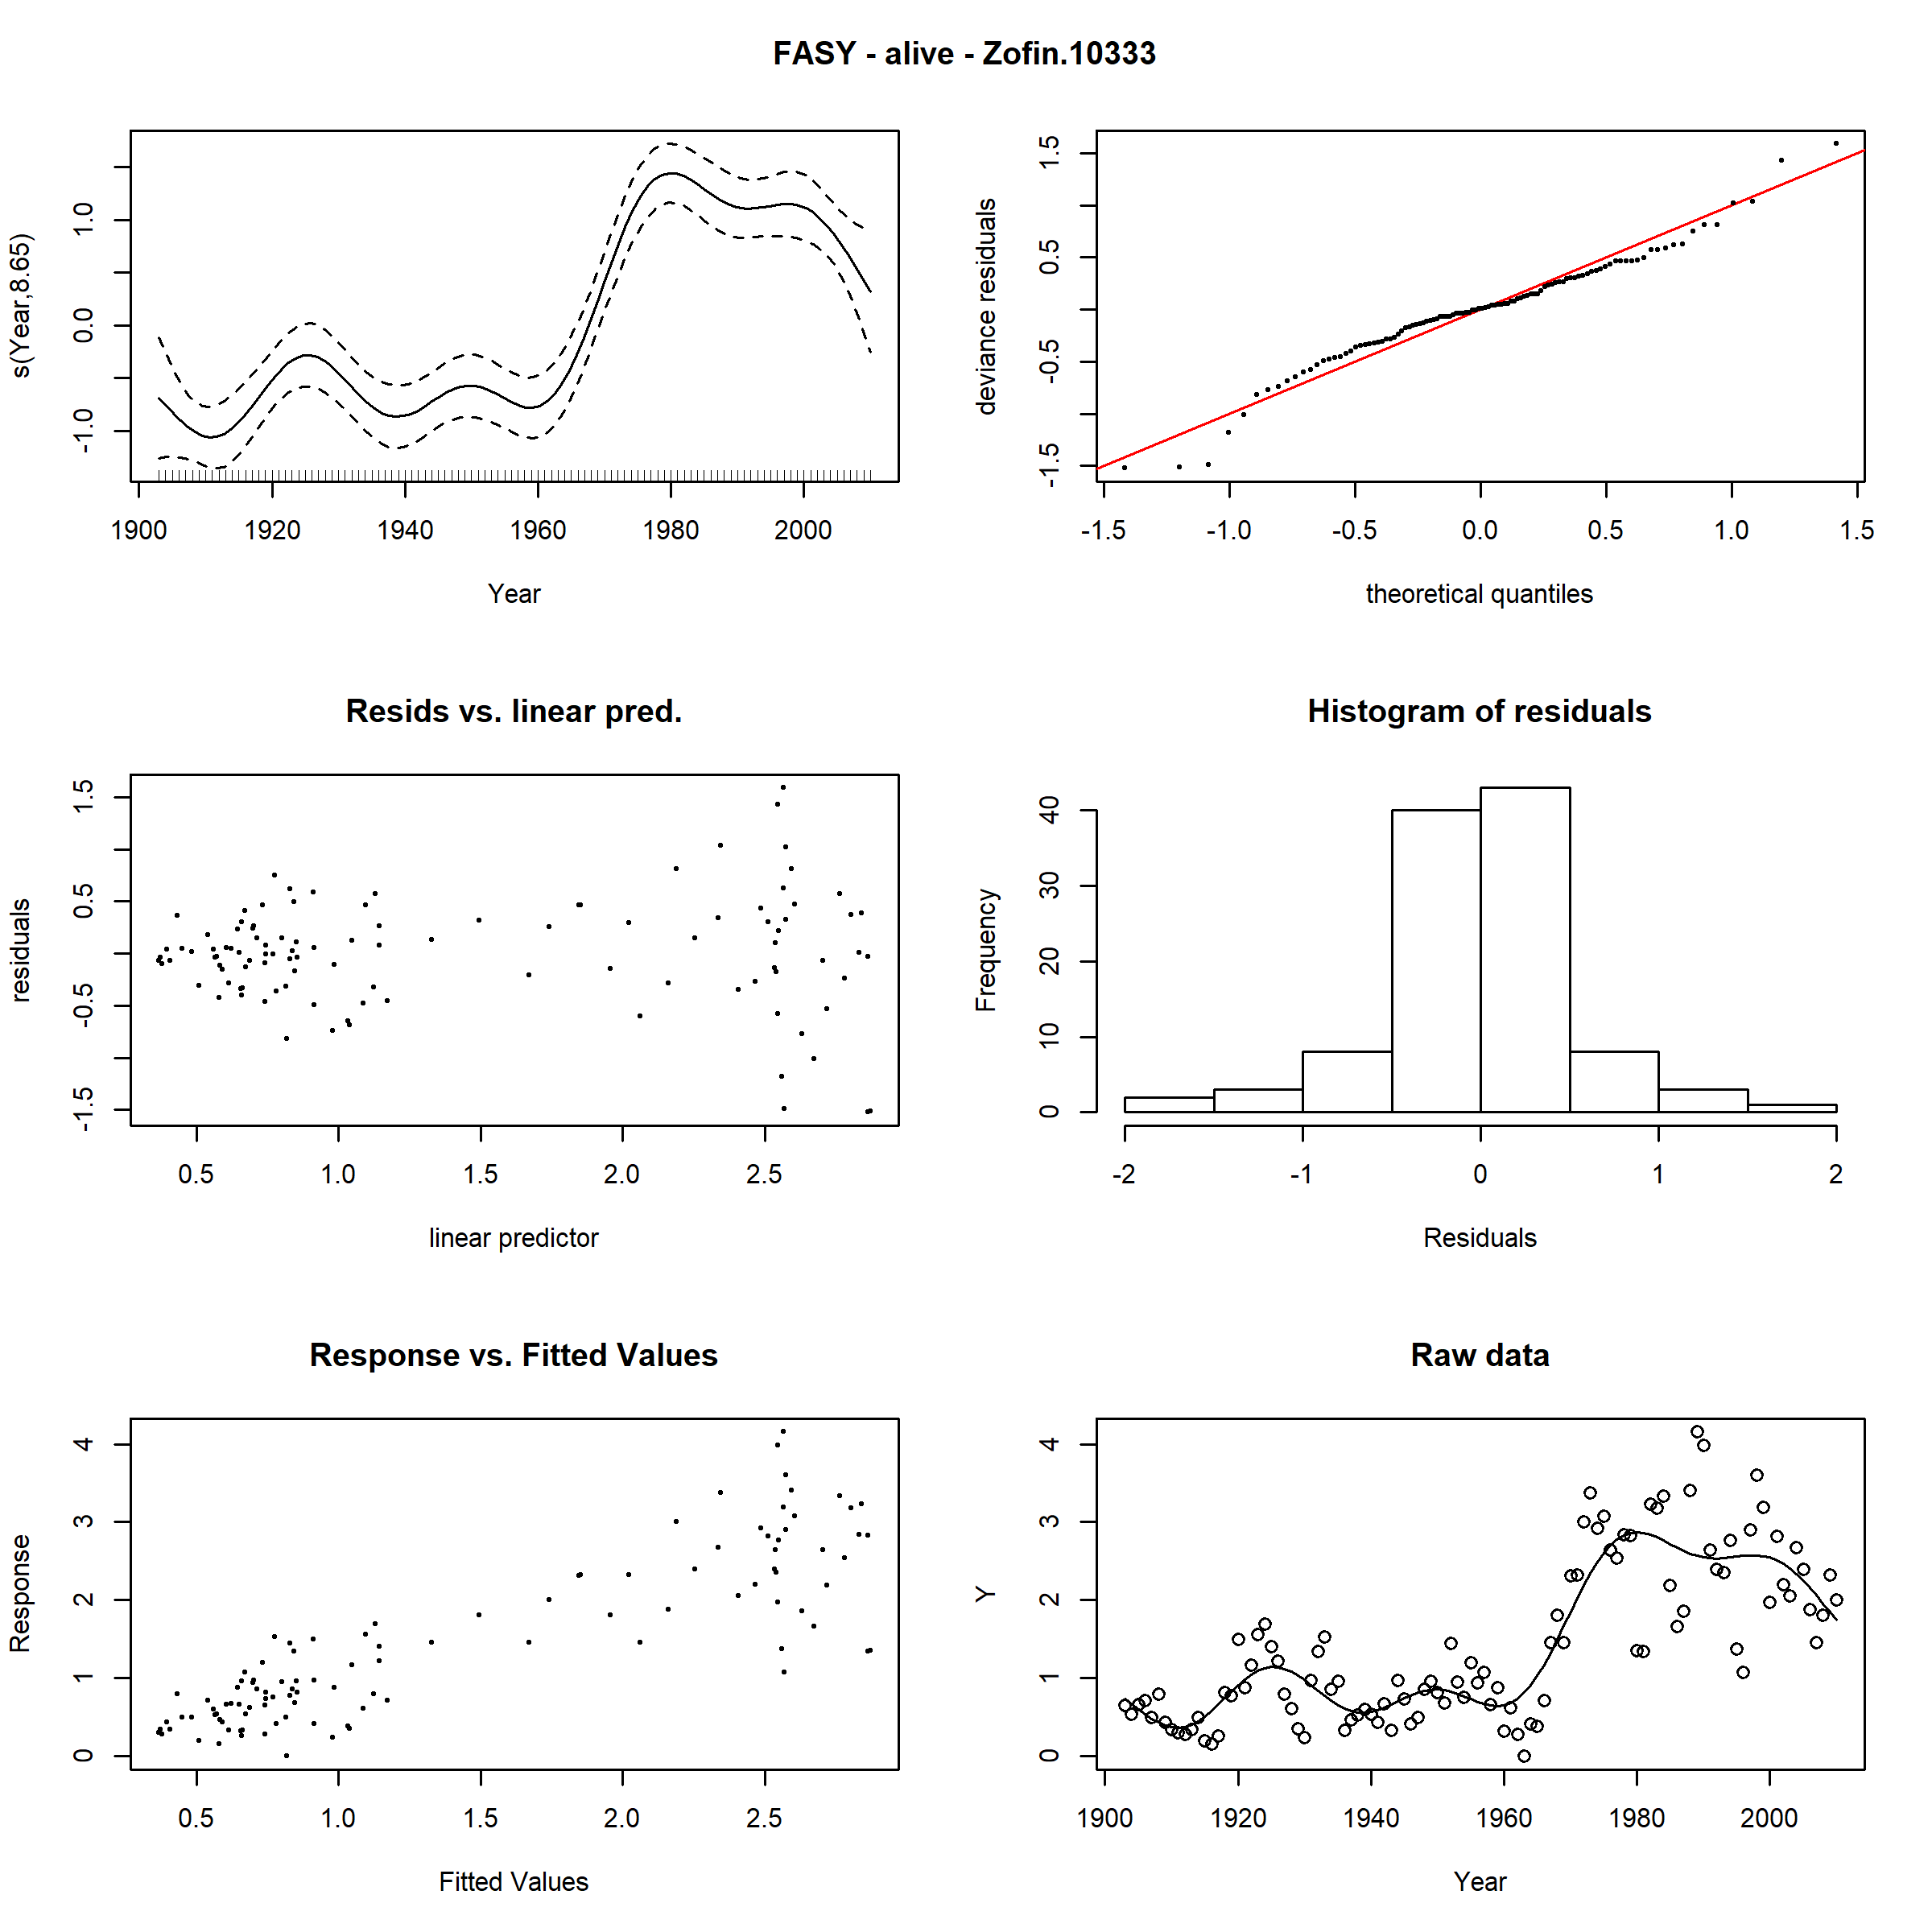 FASY - alive - Zofin.10333
s(Year,8.65)
-1.0 0.0 1.0
1900 1920 1940 1960 1980 2000
Year
deviance residuals
-1.5 -0.5 0.5 1.5
-1.5 -1.0 -0.5 0.0 0.5 1.0 1.5
theoretical quantiles
Resids vs. linear pred.
residuals
-1.5 -0.5 0.5 1.5
0.5 1.0 1.5 2.0 2.5
linear predictor
Histogram of residuals
Frequency
0 10 20 30 40
-2 -1 0 1 2
Residuals
Response vs. Fitted Values
Response
0 1 2 3 4
0.5 1.0 1.5 2.0 2.5
Fitted Values
Raw data
Y
0 1 2 3 4
1900 1920 1940 1960 1980 2000
Year